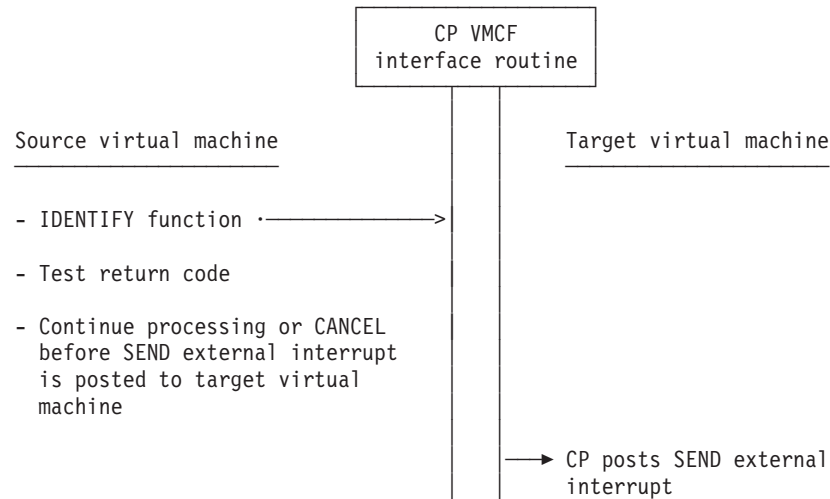 CP VMCF
interface routine
Source virtual machine
Target virtual machine
- IDENTIFY function
- Test return code
- Continue processing or CANCEL
before SEND external interrupt
is posted to target virtual
machine
CP posts SEND external
interrupt